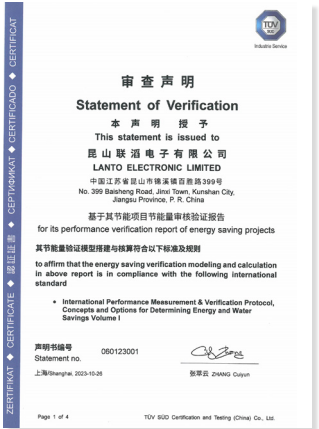 TÜV
SÜD
Industrie Service
ZERTIFIKAT ◆ CERTIFICATE ◆ 認証証書 ◆ СЕРТИФИКАТ ◆ CERTIFICADO ◆ CERTIFICAT
审查声明
Statement of Verification
本 声 明 授 予
This statement is issued to
昆山联滔电子有限公司
LANTO ELECTRONIC LIMITED
中国江苏省昆山市锦溪镇百胜路399号
No. 399 Baisheng Road, Jinxi Town, Kunshan City,
Jiangsu Province, P. R. China
基于其节能项目节能量审核验证报告
for its performance verification report of energy saving projects
其节能量验证模型搭建与核算符合以下标准及规则
to affirm that the energy saving verification modeling and calculation
in above report is in compliance with the following international
standard
• International Performance Measurement & Verification Protocol,
Concepts and Options for Determining Energy and Water
Savings Volume I
声明书编号
Statement no.
060123001
上海/Shanghai, 2023-10-26
张萃云 ZHANG Cuiyun
Page 1 of 4
TÜV SÜD Certification and Testing (China) Co., Ltd.